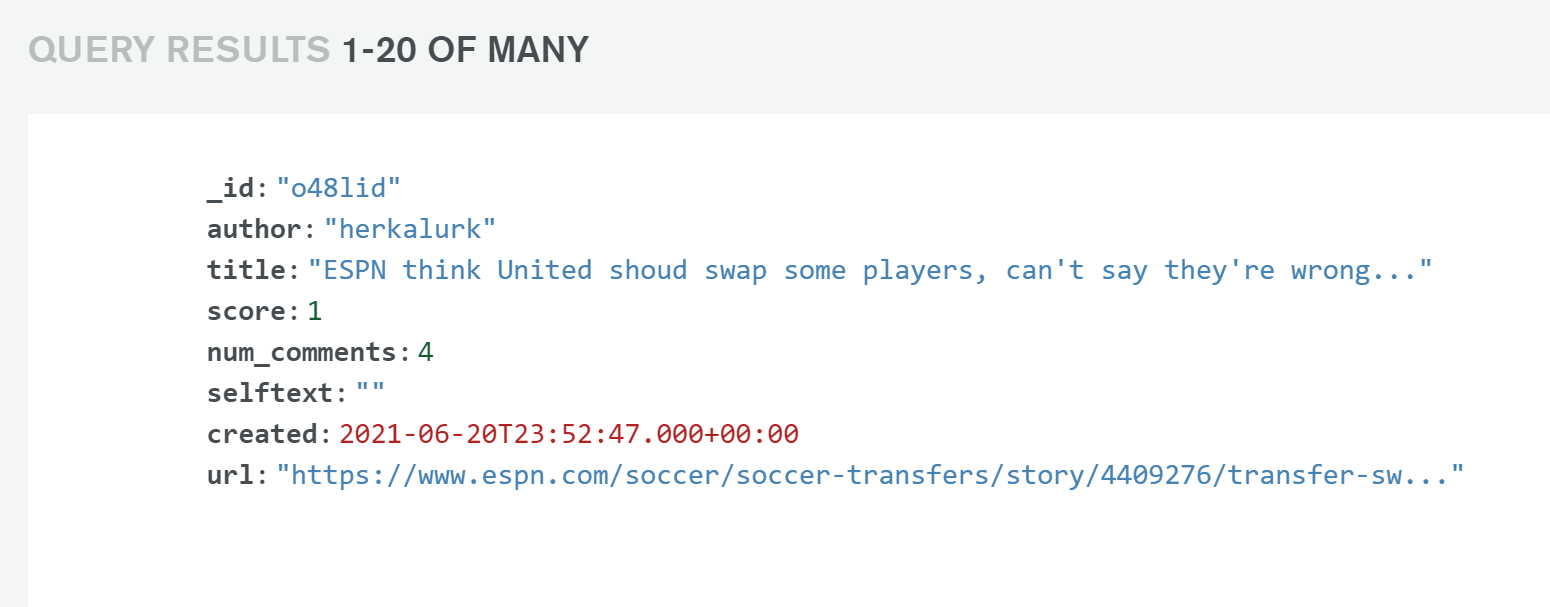 QUERY RESULTS 1-20 OF MANY
_id: "o48lid"
author: "herkalurk"
title: "ESPN think United shoud swap some players, can't say they're wrong..."
score: 1
num_comments: 4
selftext: ""
created: 2021-06-20T23:52:47.000+00:00
url: "https://www.espn.com/soccer/soccer-transfers/story/4409276/transfer-sw..."